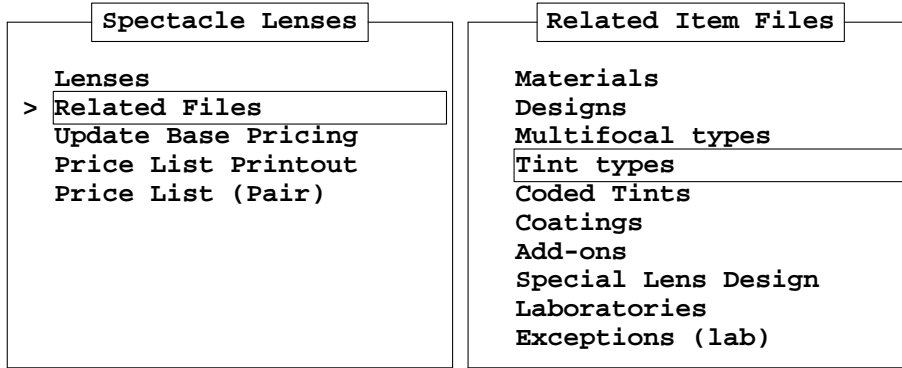 Spectacle Lenses
Lenses
> Related Files
Update Base Pricing
Price List Printout
Price List (Pair)
Related Item Files
Materials
Designs
Multifocal types
Tint types
Coded Tints
Coatings
Add-ons
Special Lens Design
Laboratories
Exceptions (lab)